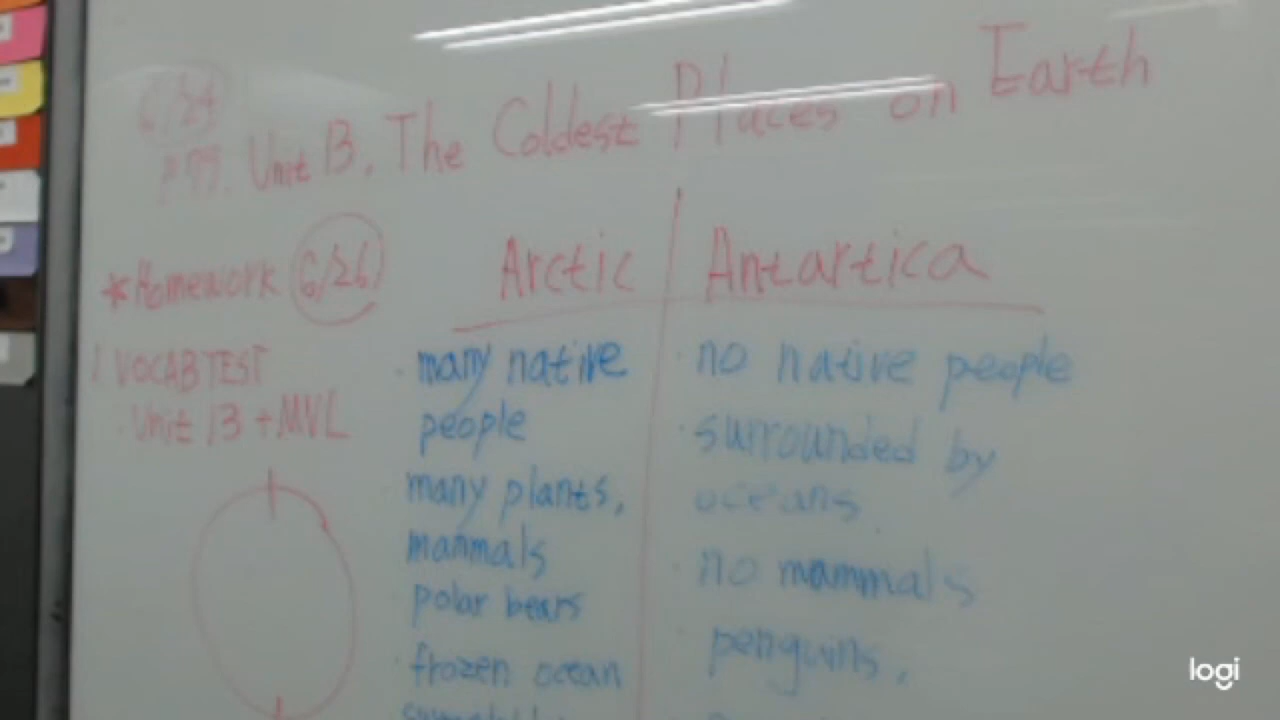 6/24
P.99. Unit 13. The Coldest Places on Earth
*Homework 6/26
Arctic
Antartica
1 VOCAB TEST
· Unit 13 + MVL
· many native
people
many plants,
mammals
polar bears
· frozen ocean
· no native people
· surrounded by
oceans
· no mammals
· penguins,
logi